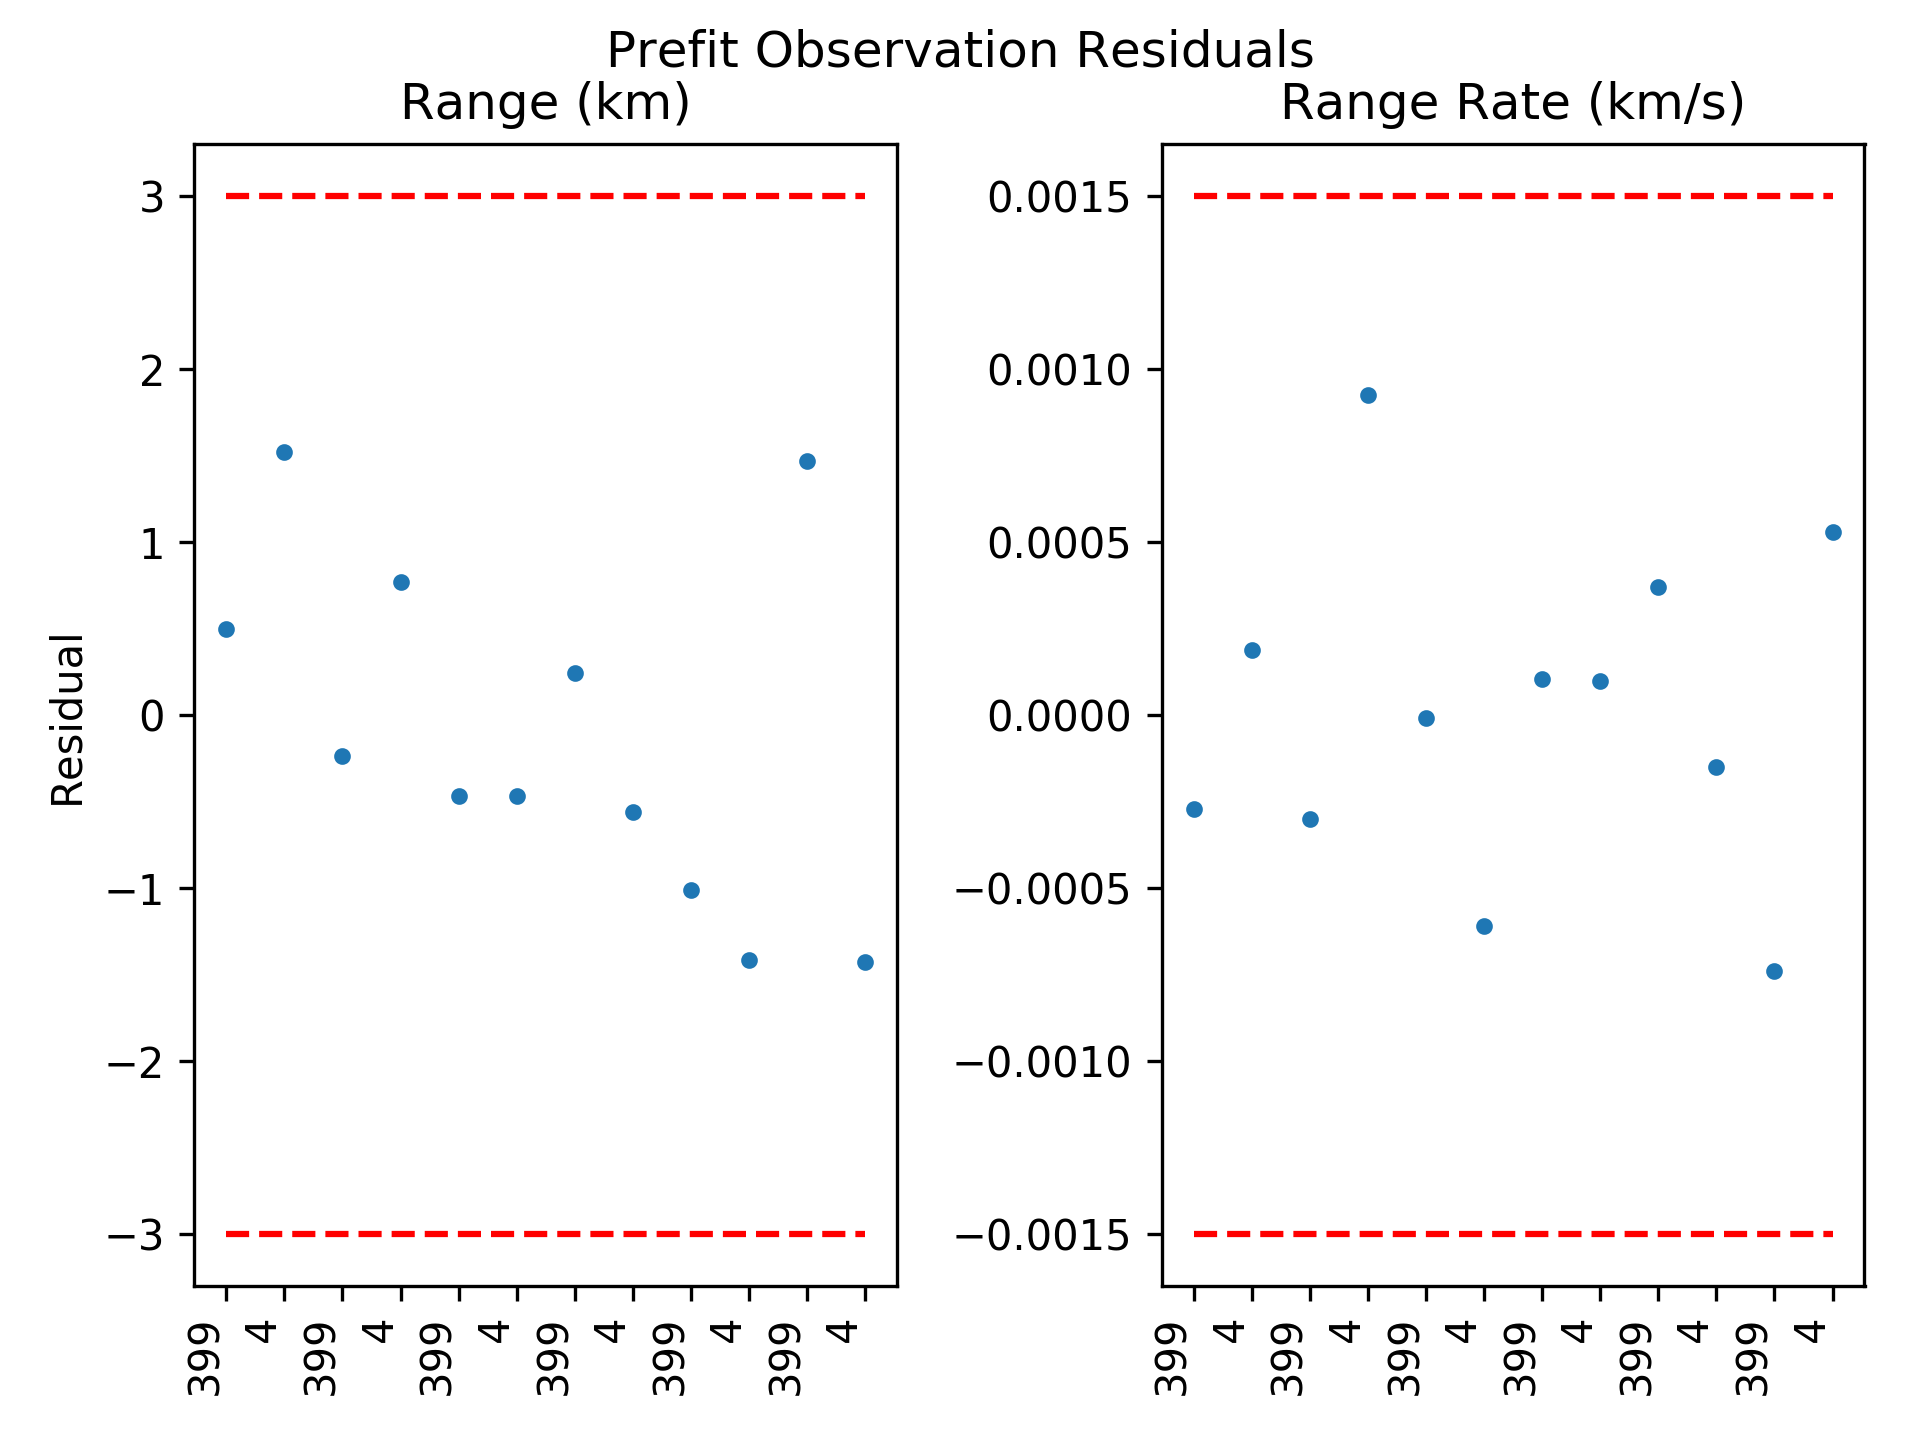 Prefit Observation Residuals
Range (km)
Range Rate (km/s)
Residual
3
2
1
0
−1
−2
−3
399 4 399 4 399 4 399 4 399 4 399 4
0.0015
0.0010
0.0005
0.0000
−0.0005
−0.0010
−0.0015
399 4 399 4 399 4 399 4 399 4 399 4